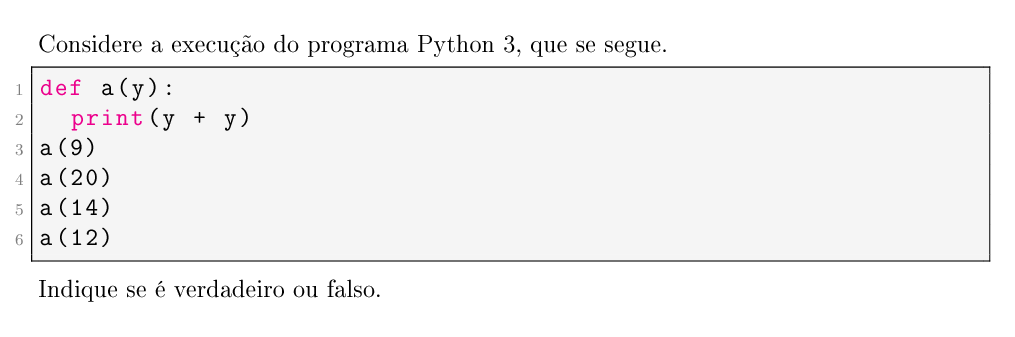 Considere a execução do programa Python 3, que se segue.
1 def a(y):
2   print(y + y)
3 a(9)
4 a(20)
5 a(14)
6 a(12)
Indique se é verdadeiro ou falso.